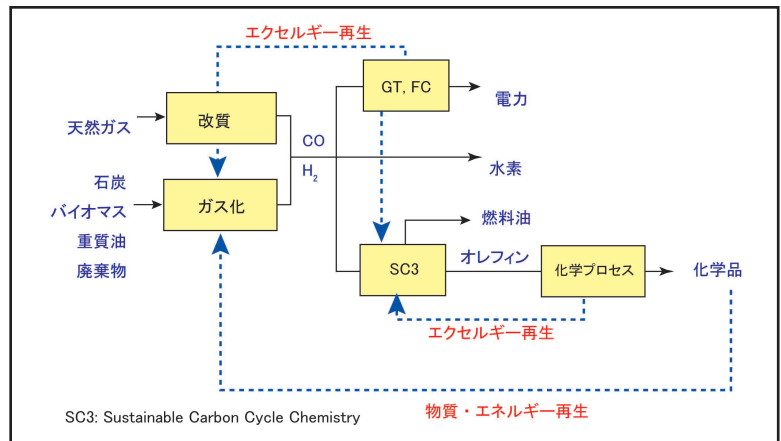 エクセルギー再生
GT, FC
電力
天然ガス
改質
CO
H₂
水素
石炭
バイオマス
重質油
廃棄物
ガス化
燃料油
SC3
オレフィン
化学プロセス
化学品
エクセルギー再生
物質・エネルギー再生
SC3: Sustainable Carbon Cycle Chemistry